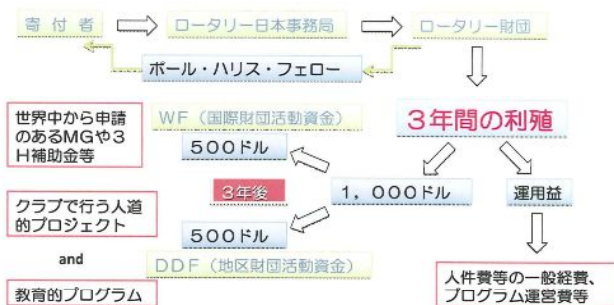 寄付者
ロータリー日本事務局
ロータリー財団
ポール・ハリス・フェロー
世界中から申請
のあるMGや3
H補助金等
WF（国際財団活動資金）
500ドル
3年間の利殖
3年後
1，000ドル
運用益
クラブで行う人道
的プロジェクト
and
教育的プログラム
500ドル
DDF（地区財団活動資金）
人件費等の一般経費、
プログラム運営費等